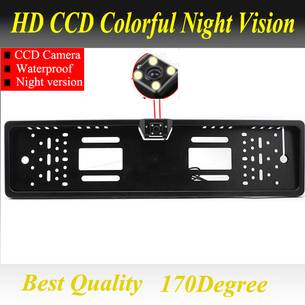 HD CCD Colorful Night Vision
CCD Camera
Waterproof
Night version
Best Quality 170Degree